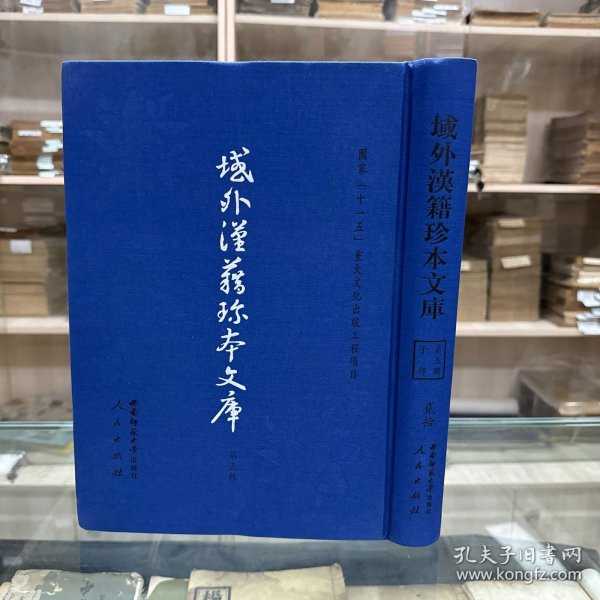 國家「十一五」重大文化出版工程項目
域外漢籍珍本文庫
第五輯
西南師範大學出版社
人民出版社
域外漢籍珍本文庫
第五輯
子部
貳拾
西南師範大學出版社
人民出版社
孔夫子旧书网
www.kongfz.com